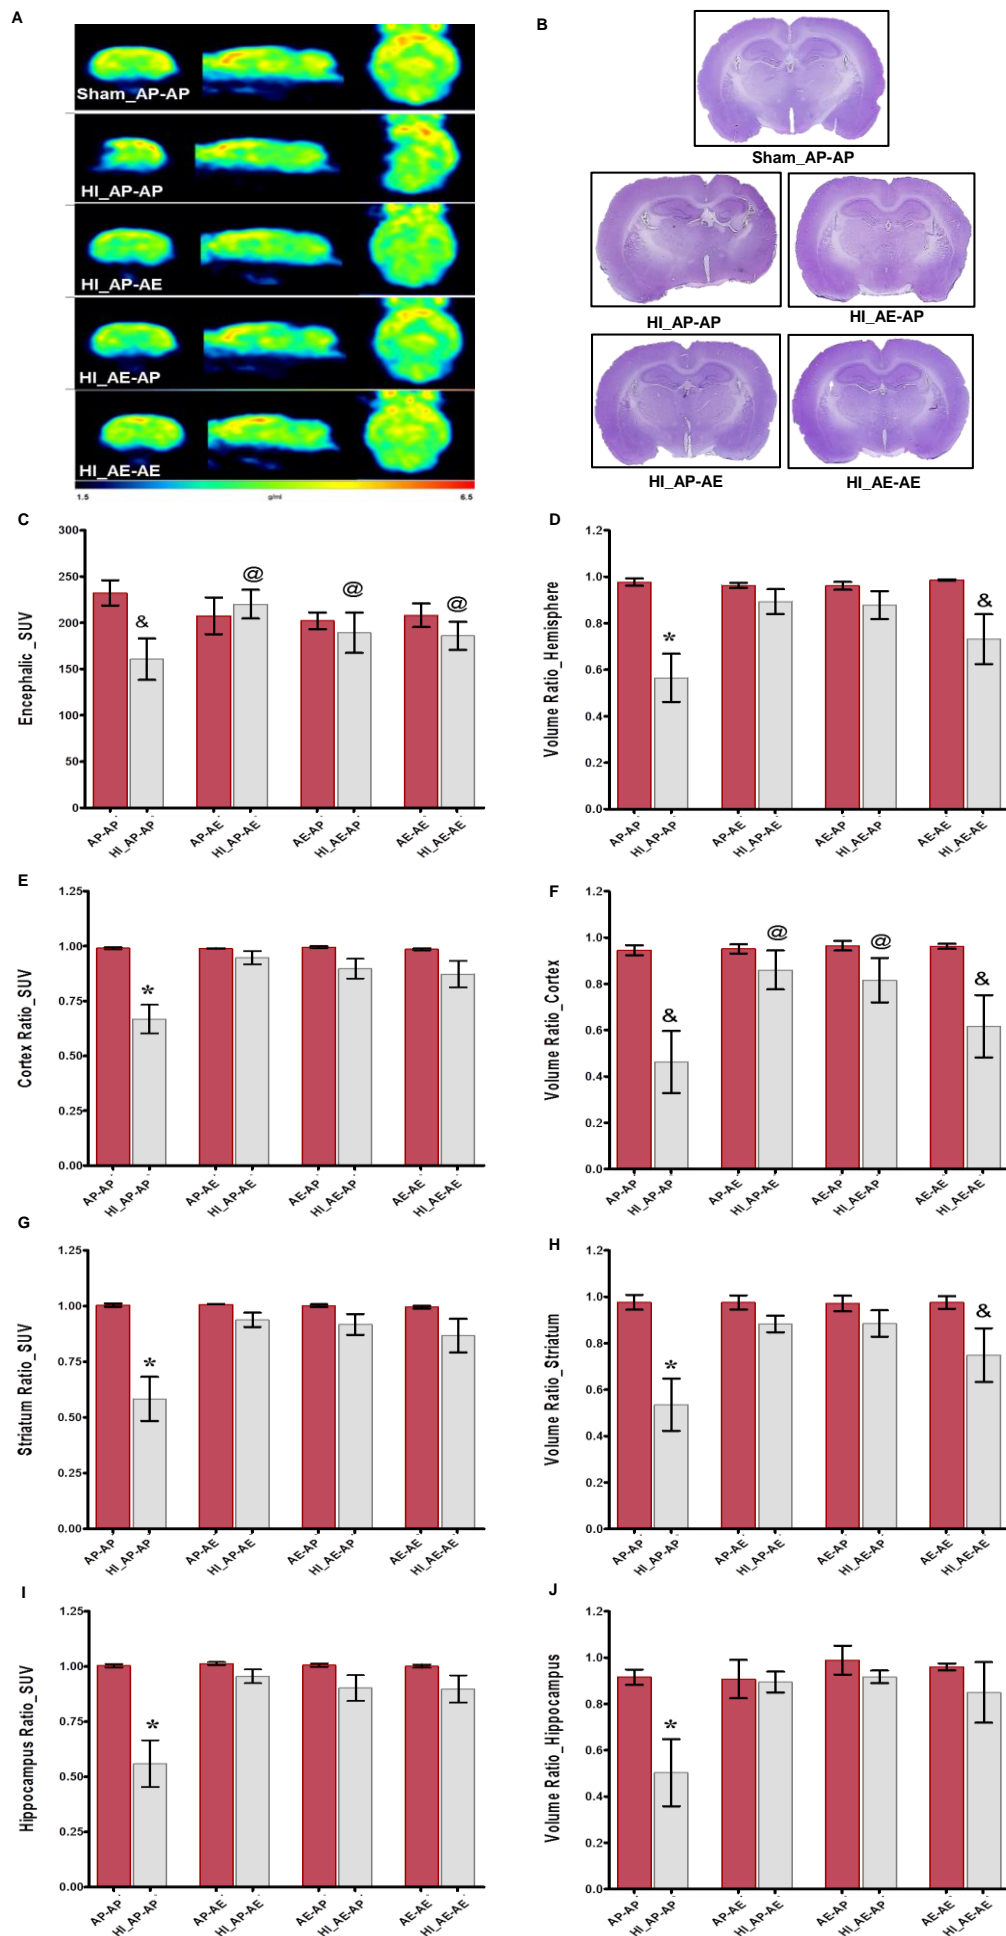 A
Sham_AP-AP
HI_AP-AP
HI_AP-AE
HI_AE-AP
HI_AE-AE
1.5 g/ml 6.5
B
Sham_AP-AP
HI_AP-AP HI_AE-AP
HI_AP-AE HI_AE-AE
C
Encephalic _SUV
300
250
200
150
100
50
0
& @ @ @
AP-AP HI_AP-AP AP-AE HI_AP-AE AE-AP HI_AE-AP AE-AE HI_AE-AE
D
Volume Ratio_Hemisphere
1.2
1.0
0.8
0.6
0.4
0.2
0.0
* &
AP-AP HI_AP-AP AP-AE HI_AP-AE AE-AP HI_AE-AP AE-AE HI_AE-AE
E
Cortex Ratio_SUV
1.25
1.00
0.75
0.50
0.25
0.00
*
AP-AP HI_AP-AP AP-AE HI_AP-AE AE-AP HI_AE-AP AE-AE HI_AE-AE
F
Volume Ratio_Cortex
1.2
1.0
0.8
0.6
0.4
0.2
0.0
& @ @ &
AP-AP HI_AP-AP AP-AE HI_AP-AE AE-AP HI_AE-AP AE-AE HI_AE-AE
G
Striatum Ratio_SUV
1.25
1.00
0.75
0.50
0.25
0.00
*
AP-AP HI_AP-AP AP-AE HI_AP-AE AE-AP HI_AE-AP AE-AE HI_AE-AE
H
Volume Ratio_Striatum
1.2
1.0
0.8
0.6
0.4
0.2
0.0
* &
AP-AP HI_AP-AP AP-AE HI_AP-AE AE-AP HI_AE-AP AE-AE HI_AE-AE
I
Hippocampus Ratio_SUV
1.25
1.00
0.75
0.50
0.25
0.00
*
AP-AP HI_AP-AP AP-AE HI_AP-AE AE-AP HI_AE-AP AE-AE HI_AE-AE
J
Volume Ratio_Hippocampus
1.2
1.0
0.8
0.6
0.4
0.2
0.0
*
AP-AP HI_AP-AP AP-AE HI_AP-AE AE-AP HI_AE-AP AE-AE HI_AE-AE